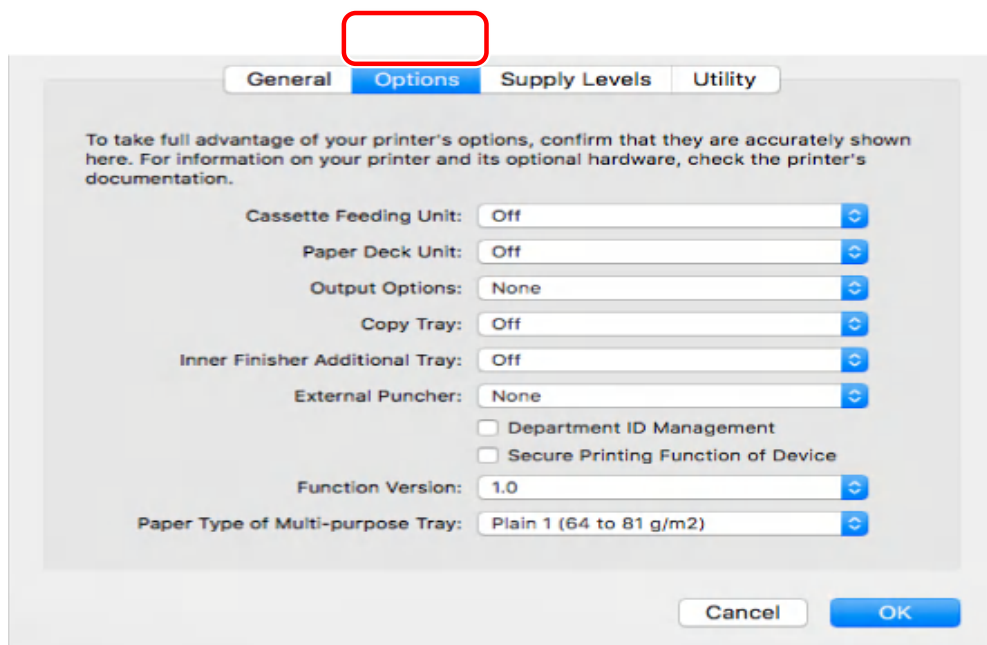 General Options Supply Levels Utility
To take full advantage of your printer's options, confirm that they are accurately shown
here. For information on your printer and its optional hardware, check the printer's
documentation.
Cassette Feeding Unit: Off
Paper Deck Unit: Off
Output Options: None
Copy Tray: Off
Inner Finisher Additional Tray: Off
External Puncher: None
Department ID Management
Secure Printing Function of Device
Function Version: 1.0
Paper Type of Multi-purpose Tray: Plain 1 (64 to 81 g/m2)
Cancel OK